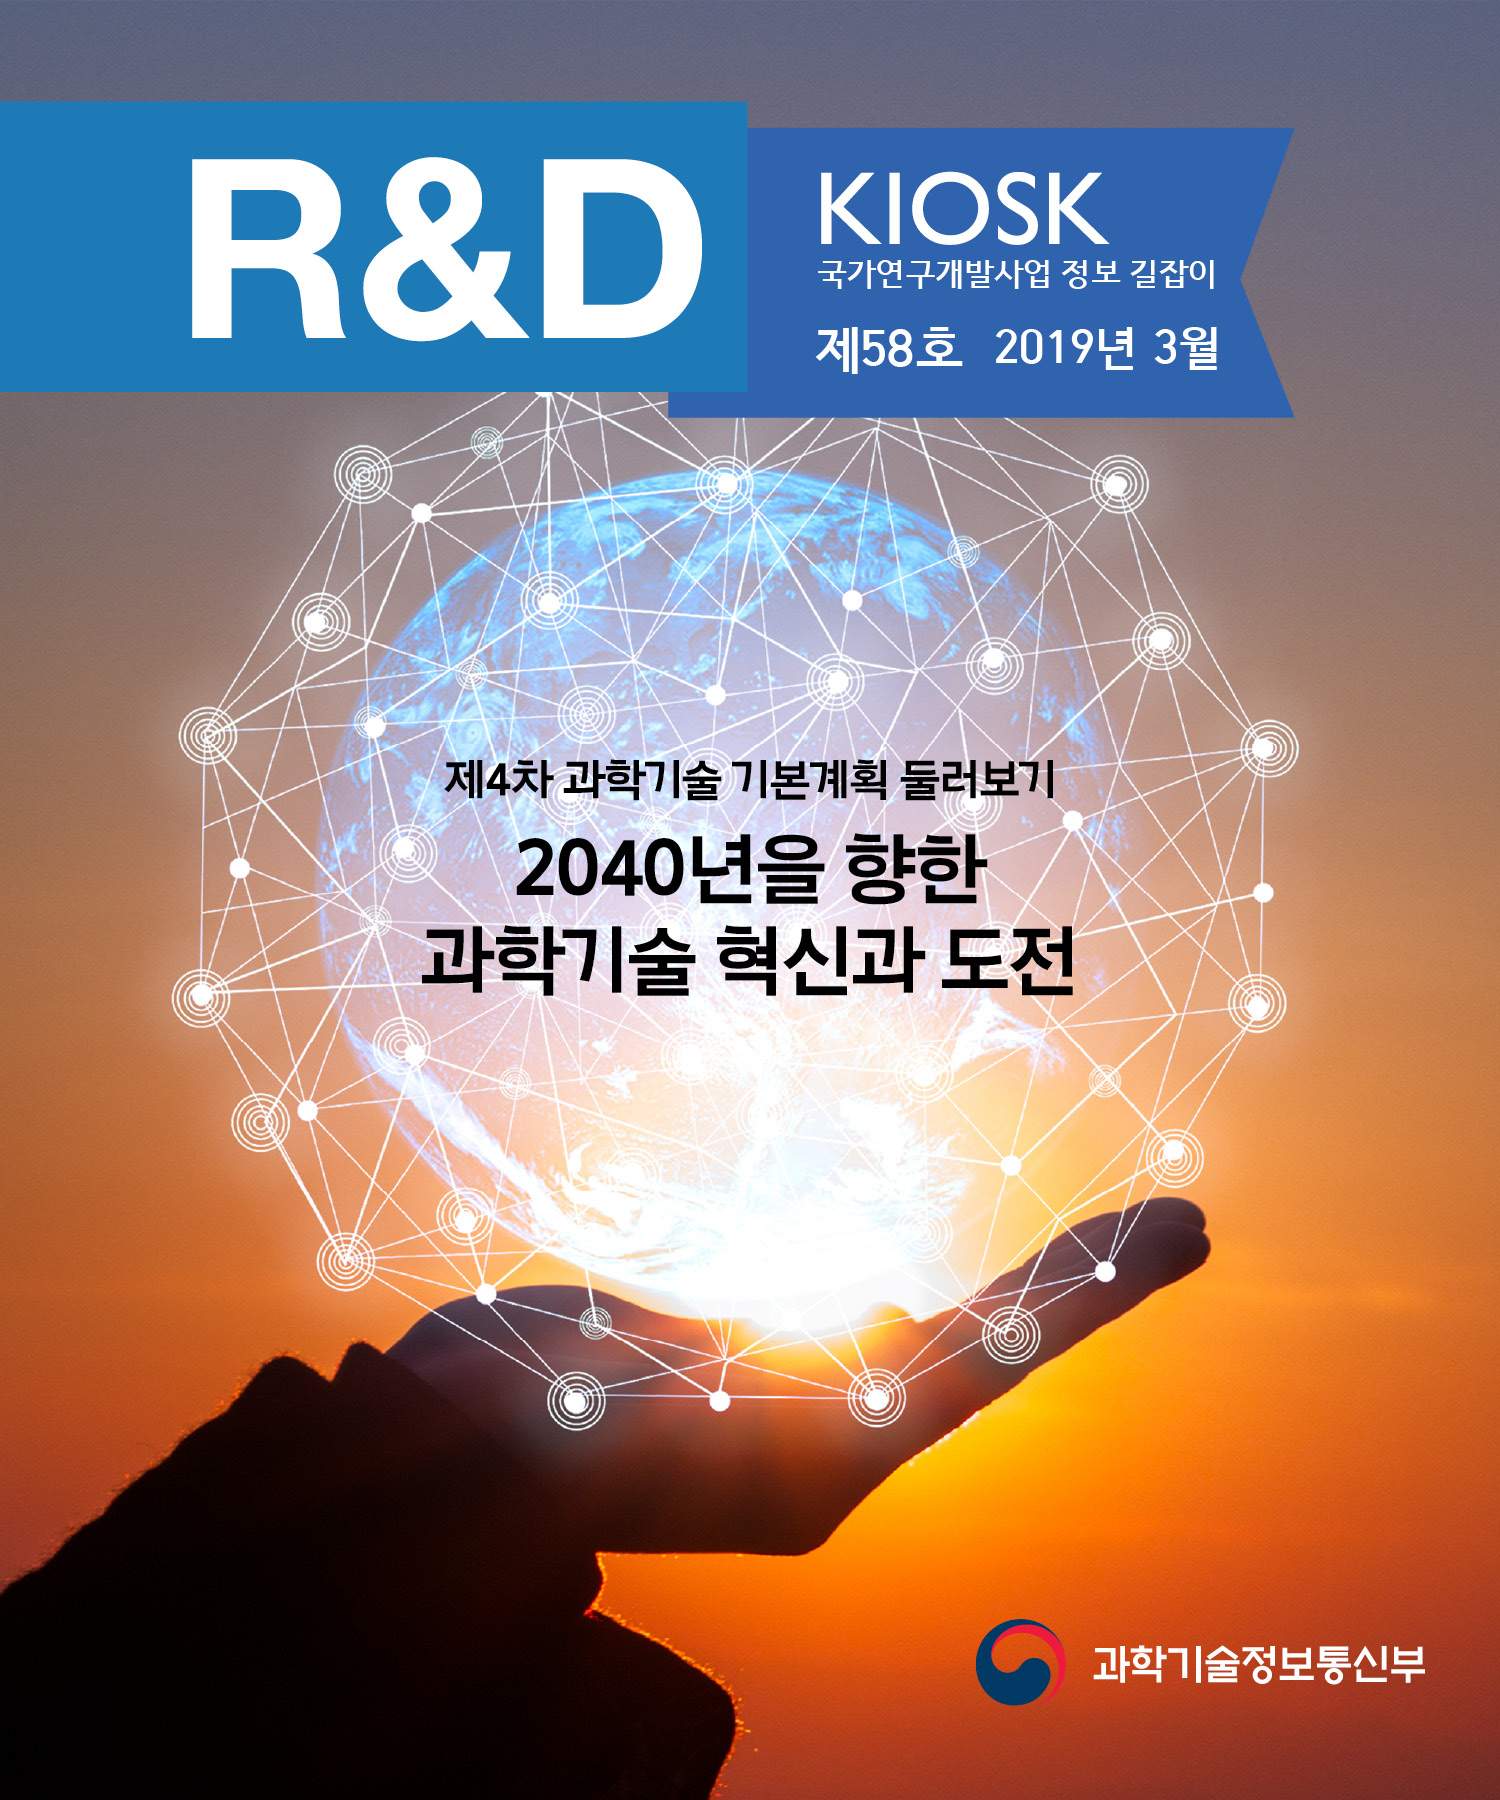 R&D
KIOSK
국가연구개발사업 정보 길잡이
제58호 2019년 3월
제4차 과학기술 기본계획 둘러보기
2040년을 향한
과학기술 혁신과 도전
과학기술정보통신부